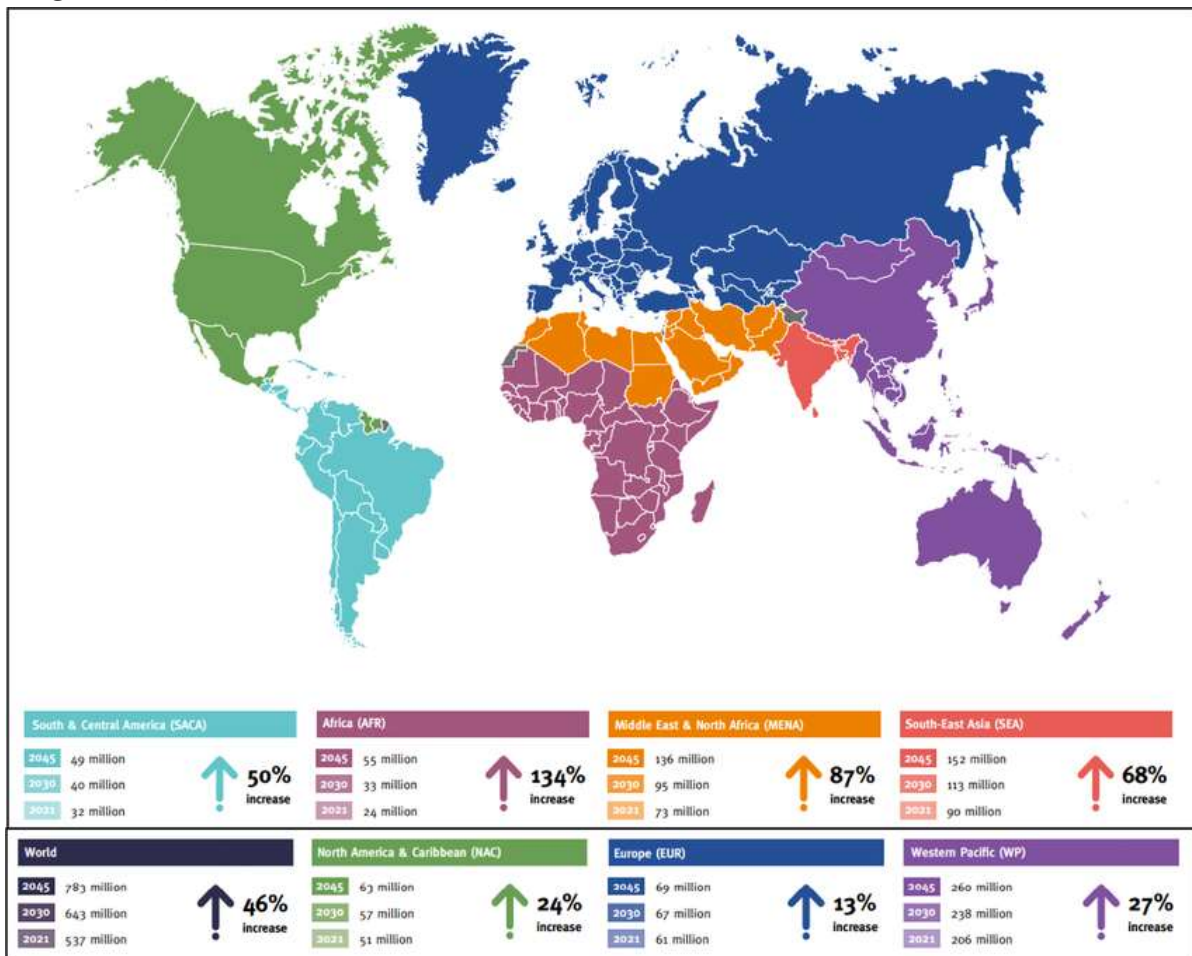 South & Central America (SACA)
2045 49 million
2030 40 million
2021 32 million
50%
increase
Africa (AFR)
2045 55 million
2030 33 million
2021 24 million
134%
increase
Middle East & North Africa (MENA)
2045 136 million
2030 95 million
2021 73 million
87%
increase
South-East Asia (SEA)
2045 152 million
2030 113 million
2021 90 million
68%
increase
World
2045 783 million
2030 643 million
2021 537 million
46%
increase
North America & Caribbean (NAC)
2045 63 million
2030 57 million
2021 51 million
24%
increase
Europe (EUR)
2045 69 million
2030 67 million
2021 61 million
13%
increase
Western Pacific (WP)
2045 260 million
2030 238 million
2021 206 million
27%
increase